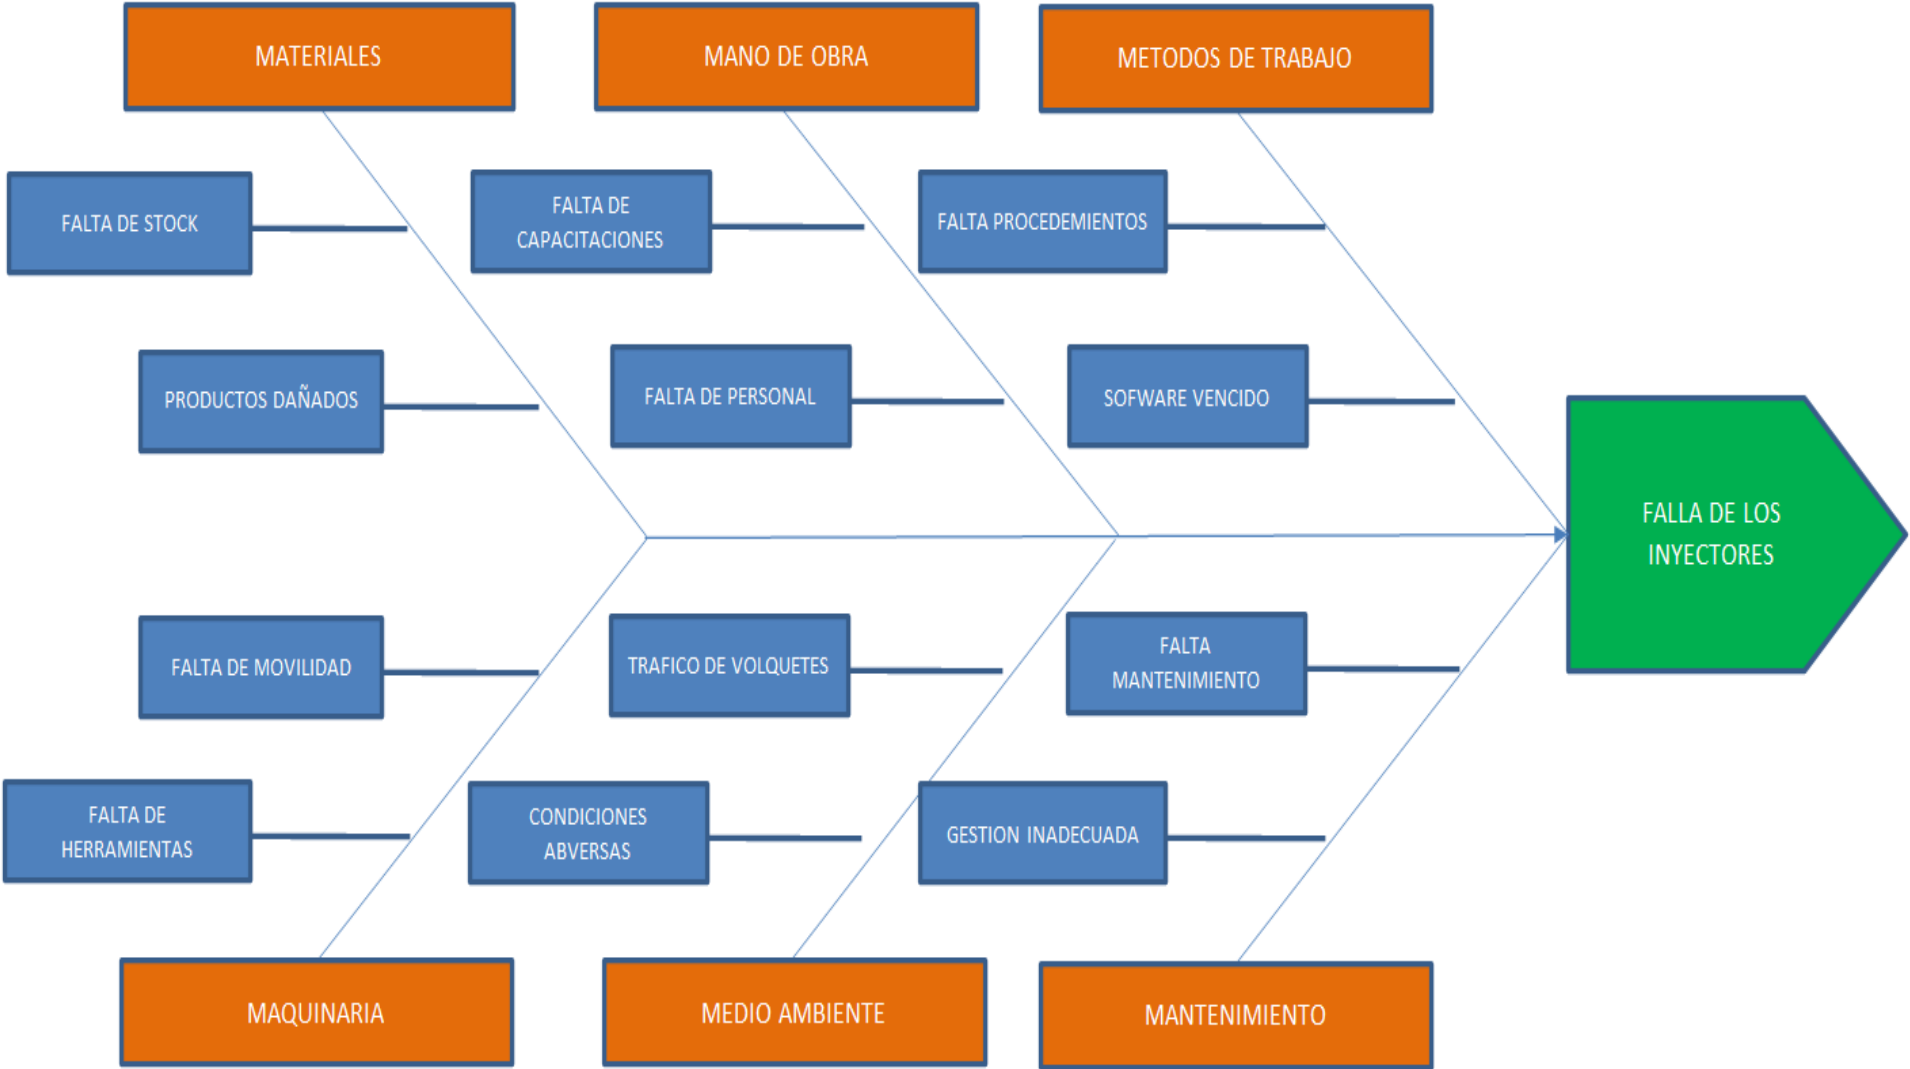 MATERIALES
MANO DE OBRA
METODOS DE TRABAJO
FALTA DE STOCK
FALTA DE
CAPACITACIONES
FALTA PROCEDEMIENTOS
PRODUCTOS DAÑADOS
FALTA DE PERSONAL
SOFWARE VENCIDO
FALLA DE LOS
INYECTORES
FALTA DE MOVILIDAD
TRAFICO DE VOLQUETES
FALTA
MANTENIMIENTO
FALTA DE
HERRAMIENTAS
CONDICIONES
ABVERSAS
GESTION INADECUADA
MAQUINARIA
MEDIO AMBIENTE
MANTENIMIENTO